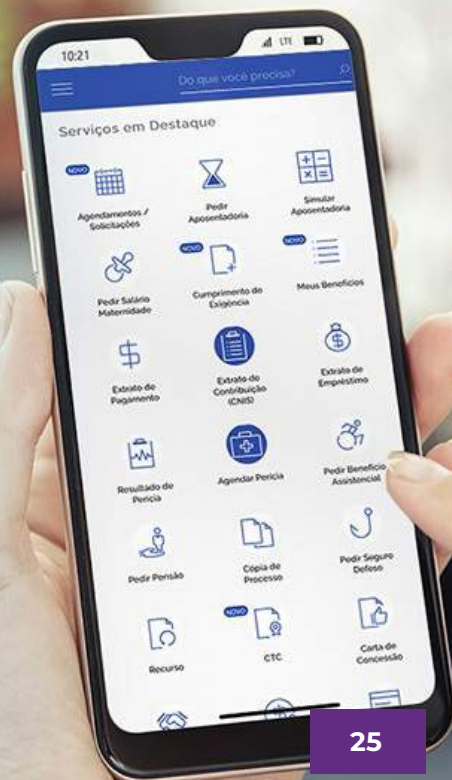 10:21
LTE
Do que você precisa?
Serviços em Destaque
NOVO
Agendamentos /
Solicitações
Pedir
Aposentadoria
Simular
Aposentadoria
Pedir Salário
Maternidade
NOVO
Cumprimento de
Exigência
NOVO
Meus Benefícios
Extrato de
Pagamento
Extrato de
Contribuição
(CNIS)
Extrato de
Empréstimo
Resultado de
Perícia
Agendar Perícia
Pedir Benefício
Assistencial
Pedir Pensão
Cópia de
Processo
Pedir Seguro
Defeso
Recurso
NOVO
CTC
Carta de
Concessão
25